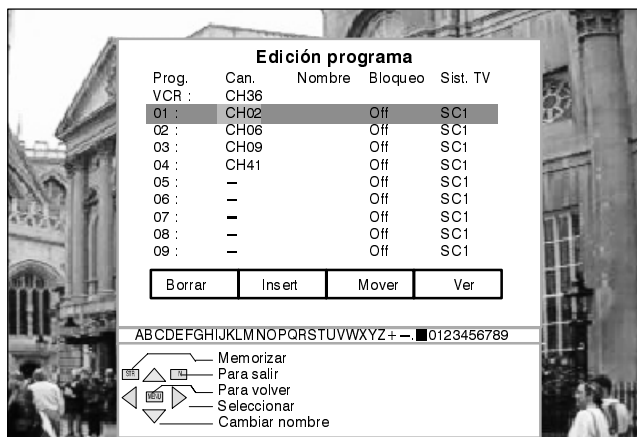 Edición programa
Prog. Can. Nombre Bloqueo Sist. TV
VCR : CH36
01 : CH02 Off SC1
02 : CH06 Off SC1
03 : CH09 Off SC1
04 : CH41 Off SC1
05 : – Off SC1
06 : – Off SC1
07 : – Off SC1
08 : – Off SC1
09 : – Off SC1
Borrar Insert Mover Ver
ABCDEFGHIJKLMNOPQRSTUVWXYZ+–.■0123456789
Memorizar
STR Para salir
Para volver
MENU Seleccionar
Cambiar nombre